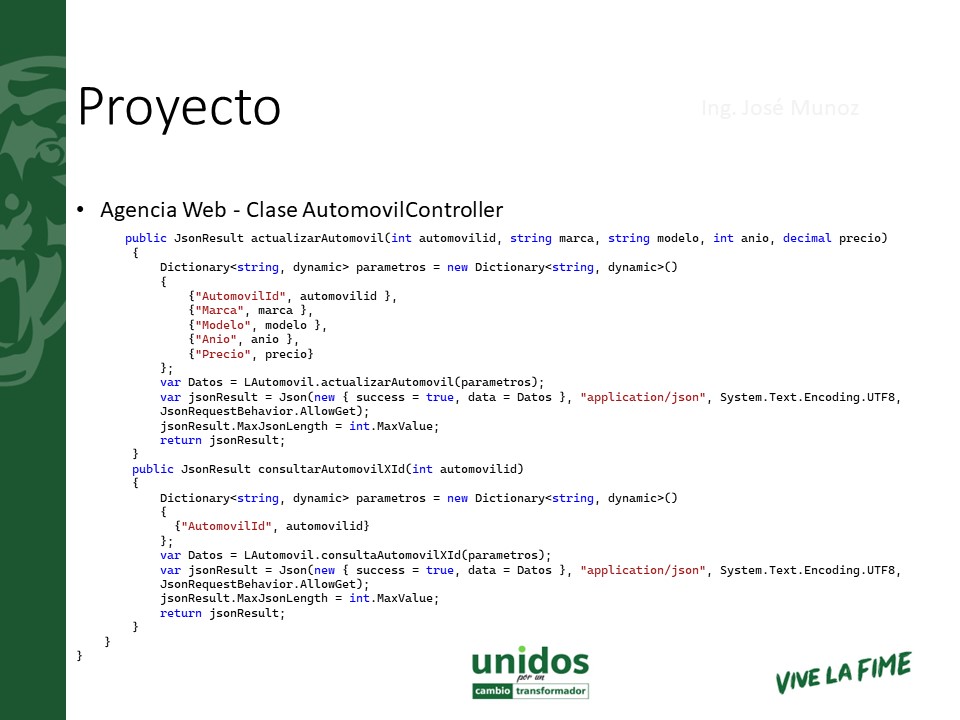 Proyecto
Ing. José Munoz
• Agencia Web - Clase AutomovilController
public JsonResult actualizarAutomovil(int automovilid, string marca, string modelo, int anio, decimal precio)
{
Dictionary<string, dynamic> parametros = new Dictionary<string, dynamic>()
{
{"AutomovilId", automovilid },
{"Marca", marca },
{"Modelo", modelo },
{"Anio", anio },
{"Precio", precio}
};
var Datos = LAutomovil.actualizarAutomovil(parametros);
var jsonResult = Json(new { success = true, data = Datos }, "application/json", System.Text.Encoding.UTF8,
JsonRequestBehavior.AllowGet);
jsonResult.MaxJsonLength = int.MaxValue;
return jsonResult;
}
public JsonResult consultarAutomovilXId(int automovilid)
{
Dictionary<string, dynamic> parametros = new Dictionary<string, dynamic>()
{
{"AutomovilId", automovilid}
};
var Datos = LAutomovil.consultaAutomovilXId(parametros);
var jsonResult = Json(new { success = true, data = Datos }, "application/json", System.Text.Encoding.UTF8,
JsonRequestBehavior.AllowGet);
jsonResult.MaxJsonLength = int.MaxValue;
return jsonResult;
}
}
}
unidos
por un
cambio transformador
VIVE LA FIME